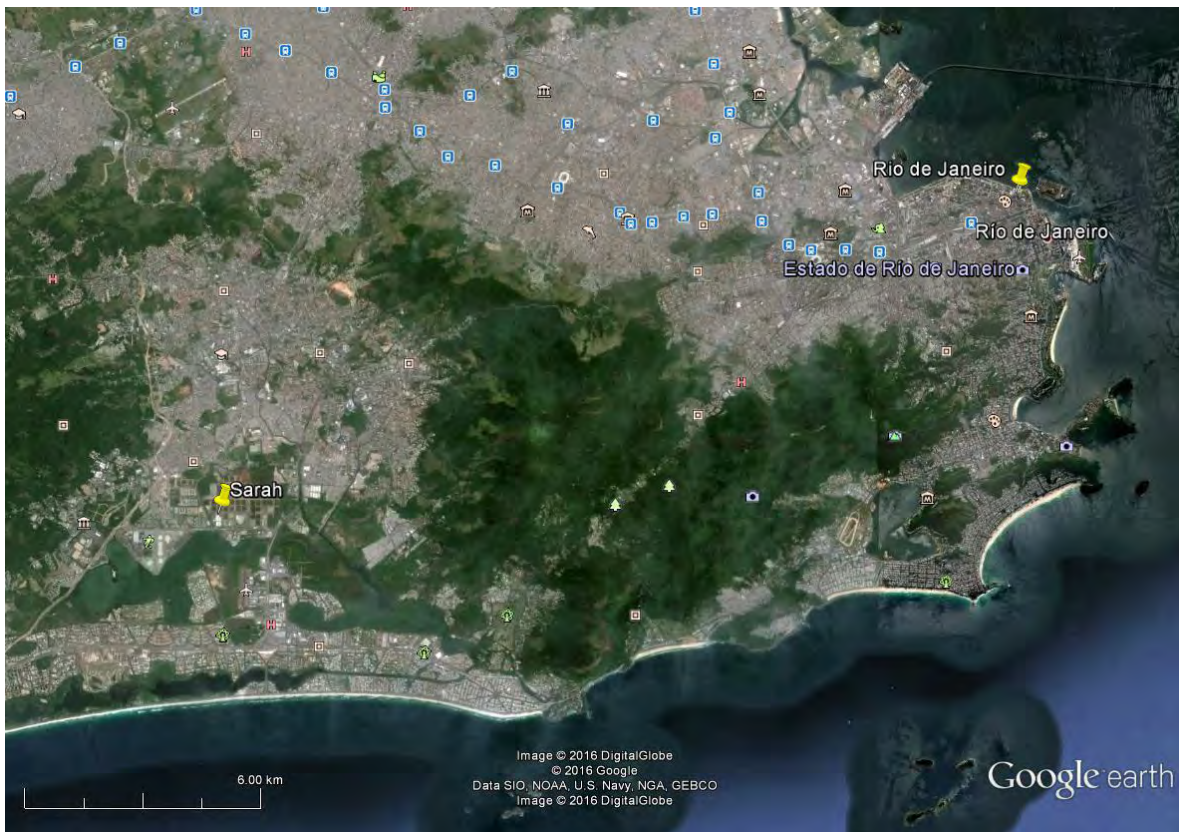 Rio de Janeiro
Río de Janeiro
Estado de Río de Janeiro
Sarah
6.00 km
Image © 2016 DigitalGlobe
© 2016 Google
Data SIO, NOAA, U.S. Navy, NGA, GEBCO
Image © 2016 DigitalGlobe
Google earth